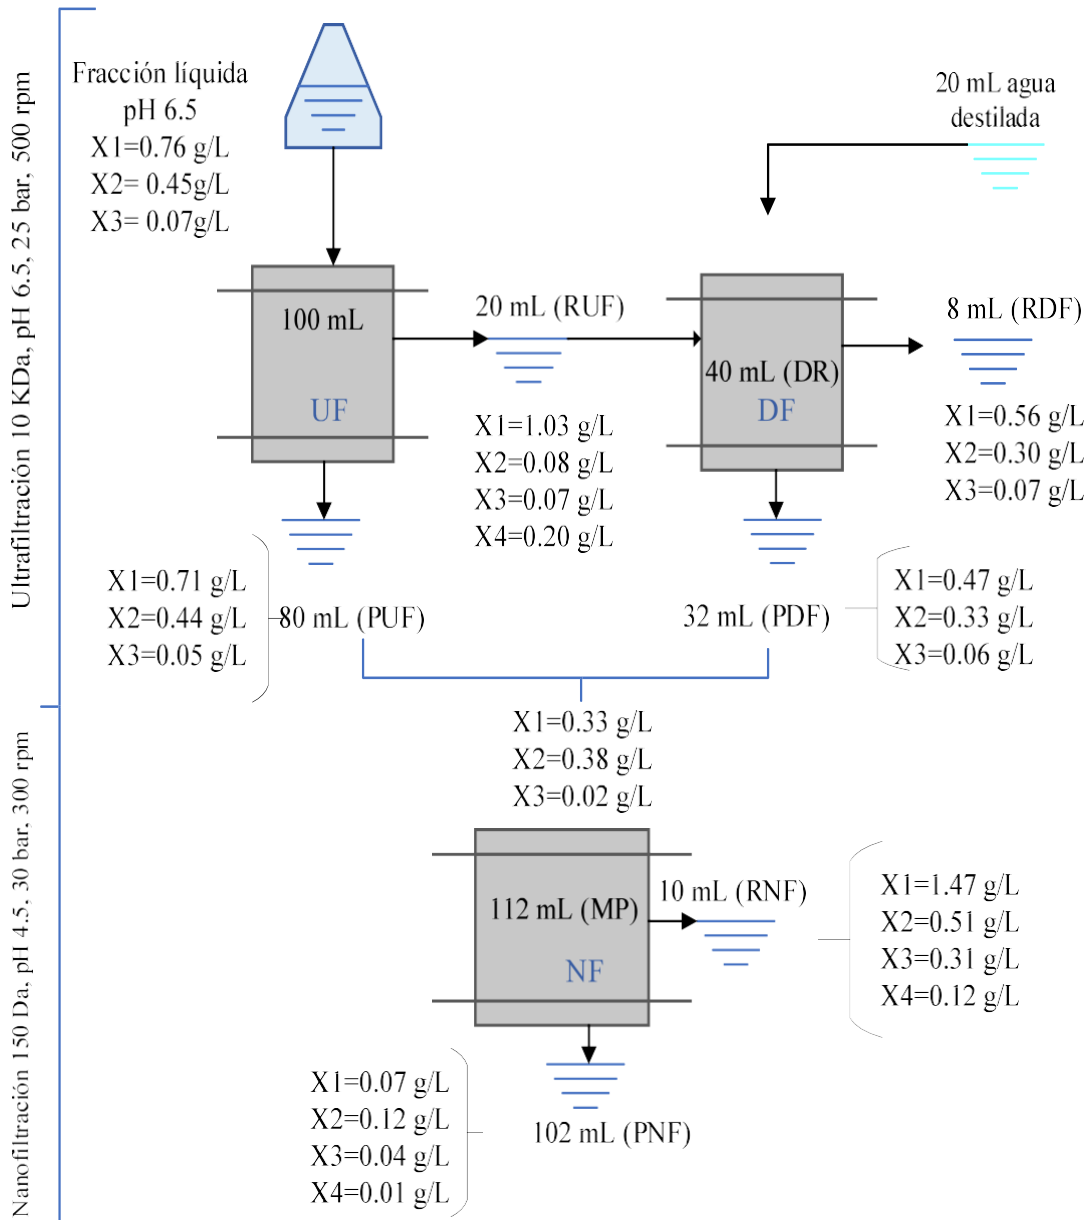 Ultrafiltración 10 KDa, pH 6.5, 25 bar, 500 rpm
Fracción líquida
pH 6.5
X1=0.76 g/L
X2= 0.45g/L
X3= 0.07g/L
20 mL agua
destilada
100 mL
UF
20 mL (RUF)
X1=1.03 g/L
X2=0.08 g/L
X3=0.07 g/L
X4=0.20 g/L
40 mL (DR)
DF
8 mL (RDF)
X1=0.56 g/L
X2=0.30 g/L
X3=0.07 g/L
X1=0.71 g/L
X2=0.44 g/L
X3=0.05 g/L
80 mL (PUF)
32 mL (PDF)
X1=0.47 g/L
X2=0.33 g/L
X3=0.06 g/L
Nanofiltración 150 Da, pH 4.5, 30 bar, 300 rpm
X1=0.33 g/L
X2=0.38 g/L
X3=0.02 g/L
112 mL (MP)
NF
10 mL (RNF)
X1=1.47 g/L
X2=0.51 g/L
X3=0.31 g/L
X4=0.12 g/L
X1=0.07 g/L
X2=0.12 g/L
X3=0.04 g/L
X4=0.01 g/L
102 mL (PNF)